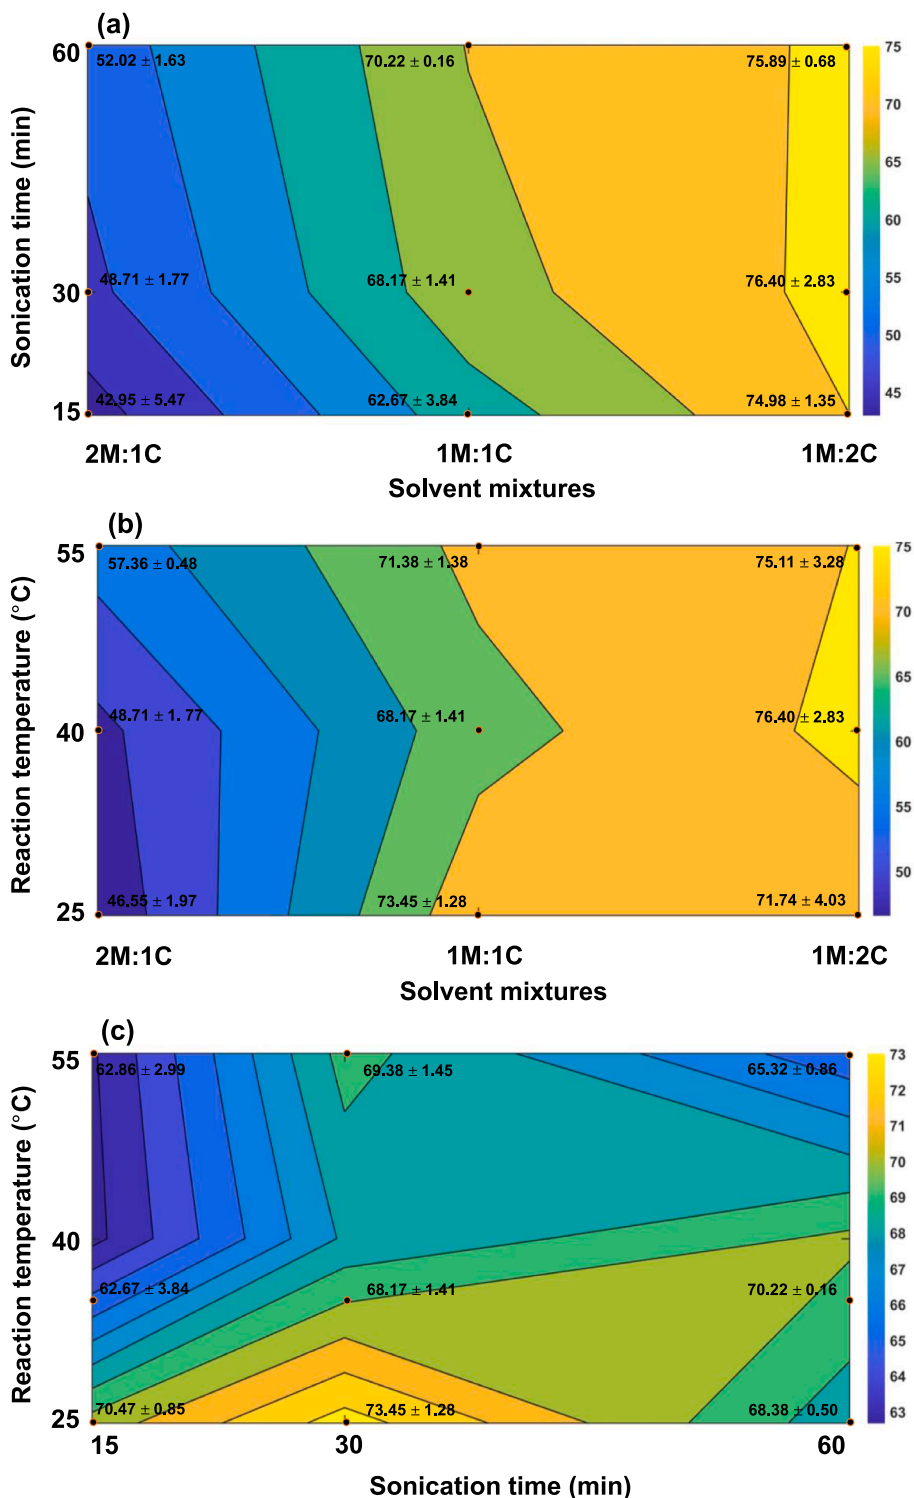 (a)
60
52.02 ± 1.63
70.22 ± 0.16
75.89 ± 0.68
75
70
65
60
55
50
45
Sonication time (min)
30
48.71 ± 1.77
68.17 ± 1.41
76.40 ± 2.83
15
42.95 ± 5.47
62.67 ± 3.84
74.98 ± 1.35
2M:1C
1M:1C
1M:2C
Solvent mixtures
(b)
55
57.36 ± 0.48
71.38 ± 1.38
75.11 ± 3.28
75
70
65
60
55
50
Reaction temperature (°C)
40
48.71 ± 1. 77
68.17 ± 1.41
76.40 ± 2.83
25
46.55 ± 1.97
73.45 ± 1.28
71.74 ± 4.03
2M:1C
1M:1C
1M:2C
Solvent mixtures
(c)
55
62.86 ± 2.99
69.38 ± 1.45
65.32 ± 0.86
73
72
71
70
69
68
67
66
65
64
63
Reaction temperature (°C)
40
62.67 ± 3.84
68.17 ± 1.41
70.22 ± 0.16
25
70.47 ± 0.85
73.45 ± 1.28
68.38 ± 0.50
15
30
60
Sonication time (min)